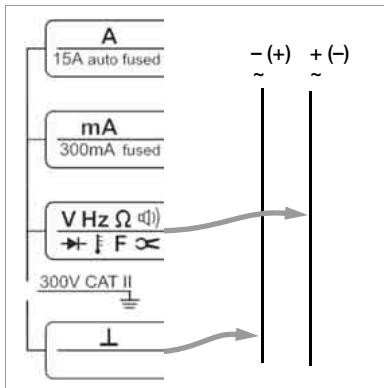 A
15A auto fused
– (+) + (–)
~ ~
mA
300mA fused
V Hz Ω
F
300V CAT II